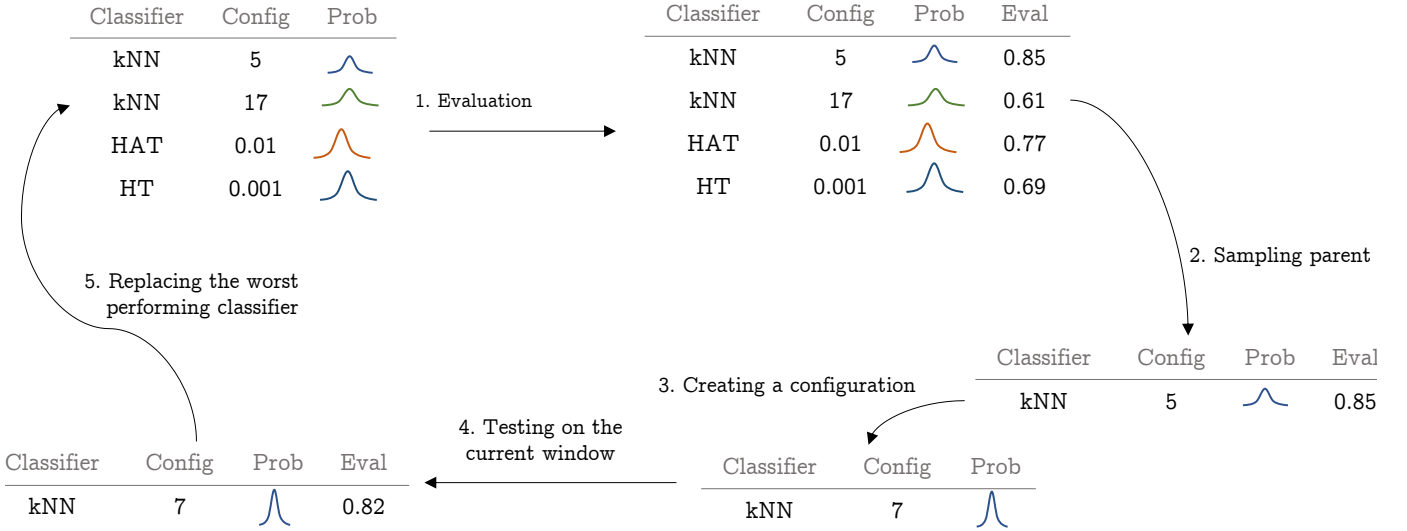 Classifier Config Prob
kNN 5
kNN 17
HAT 0.01
HT 0.001
1. Evaluation
Classifier Config Prob Eval
kNN 5 0.85
kNN 17 0.61
HAT 0.01 0.77
HT 0.001 0.69
2. Sampling parent
Classifier Config Prob Eval
kNN 5 0.85
3. Creating a configuration
Classifier Config Prob
kNN 7
4. Testing on the
current window
Classifier Config Prob Eval
kNN 7 0.82
5. Replacing the worst
performing classifier